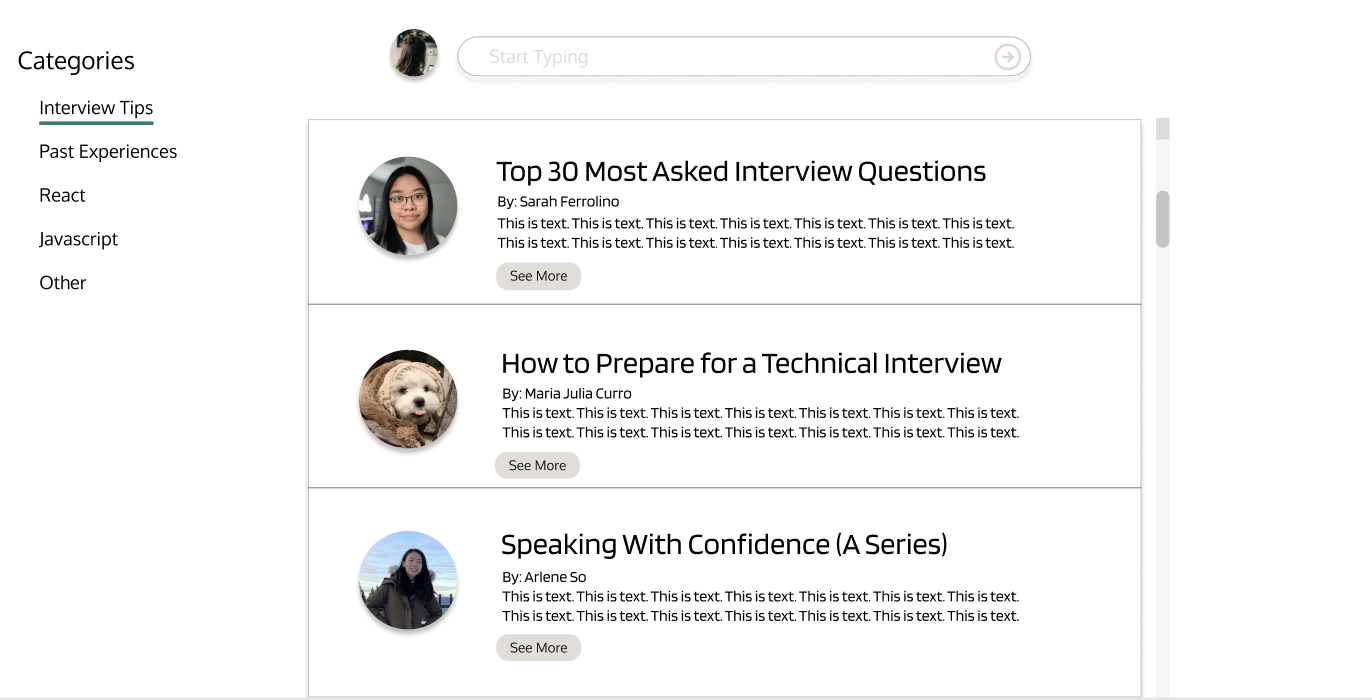 Categories
Interview Tips
Past Experiences
React
Javascript
Other
Start Typing
Top 30 Most Asked Interview Questions
By: Sarah Ferrolino
This is text. This is text. This is text. This is text. This is text. This is text. This is text.
This is text. This is text. This is text. This is text. This is text. This is text. This is text.
See More
How to Prepare for a Technical Interview
By: Maria Julia Curro
This is text. This is text. This is text. This is text. This is text. This is text. This is text.
This is text. This is text. This is text. This is text. This is text. This is text. This is text.
See More
Speaking With Confidence (A Series)
By: Arlene So
This is text. This is text. This is text. This is text. This is text. This is text. This is text.
This is text. This is text. This is text. This is text. This is text. This is text. This is text.
See More